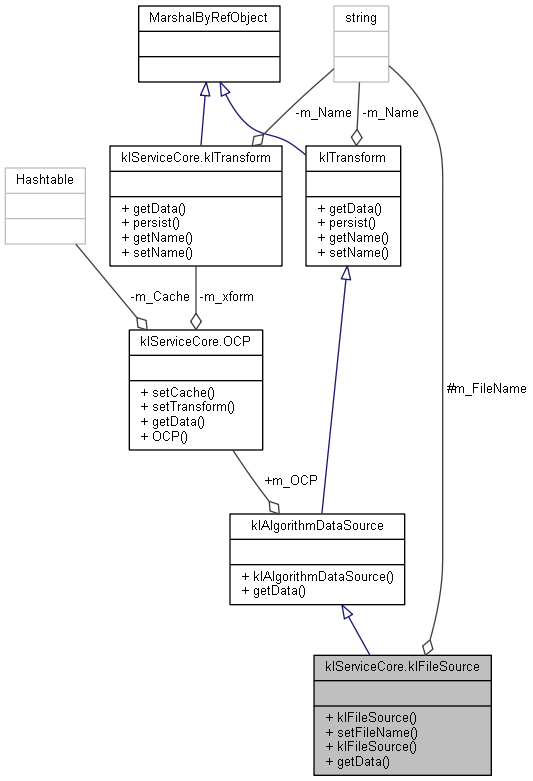 MarshalByRefObject
string
-m_Name
-m_Name
klServiceCore.klTransform
+ getData()
+ persist()
+ getName()
+ setName()
klTransform
+ getData()
+ persist()
+ getName()
+ setName()
Hashtable
-m_Cache
-m_xform
klServiceCore.OCP
+ setCache()
+ setTransform()
+ getData()
+ OCP()
#m_FileName
+m_OCP
klAlgorithmDataSource
+ klAlgorithmDataSource()
+ getData()
klServiceCore.klFileSource
+ klFileSource()
+ setFileName()
+ klFileSource()
+ getData()